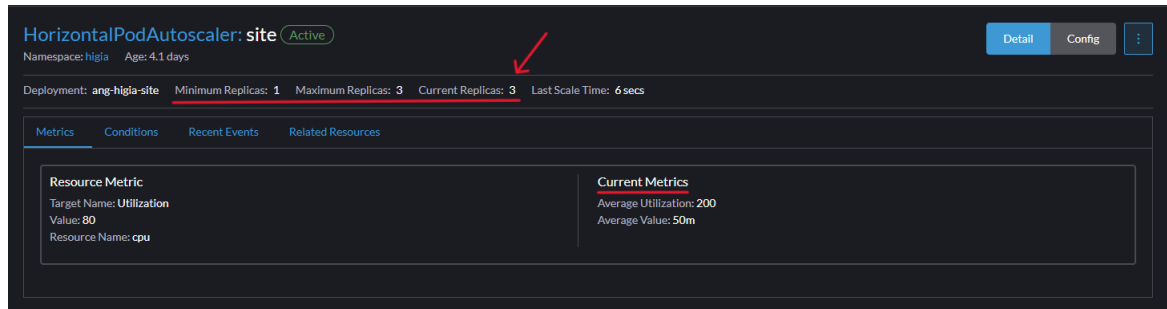 HorizontalPodAutoscaler: site Active
Detail Config
Namespace: higia Age: 4.1 days
Deployment: ang-higia-site Minimum Replicas: 1 Maximum Replicas: 3 Current Replicas: 3 Last Scale Time: 6 secs
Metrics Conditions Recent Events Related Resources
Resource Metric
Target Name: Utilization
Value: 80
Resource Name: cpu
Current Metrics
Average Utilization: 200
Average Value: 50m